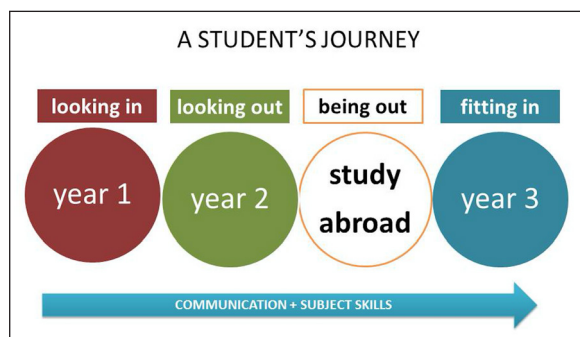 A STUDENT'S JOURNEY
looking in
looking out
being out
fitting in
year 1
year 2
study
abroad
year 3
COMMUNICATION + SUBJECT SKILLS